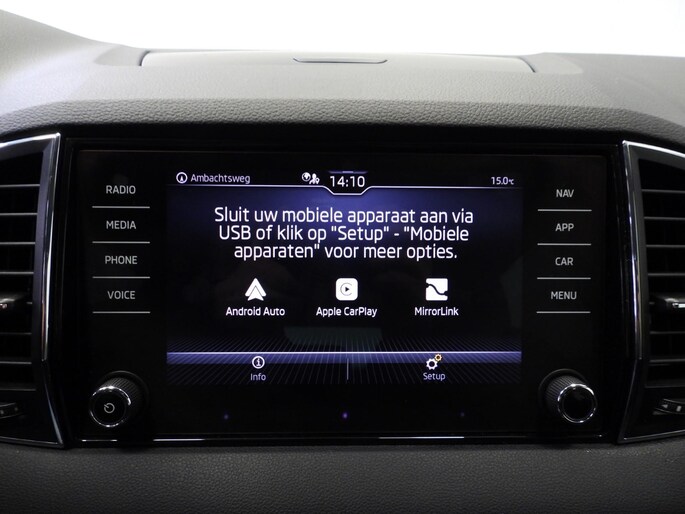 Ambachtsweg 14:10 15.0°C
RADIO
MEDIA
PHONE
VOICE
Sluit uw mobiele apparaat aan via
USB of klik op "Setup" - "Mobiele
apparaten" voor meer opties.
Android Auto Apple CarPlay MirrorLink
Info Setup
NAV
APP
CAR
MENU